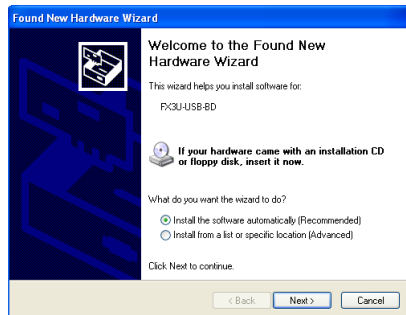 Found New Hardware Wizard
Welcome to the Found New
Hardware Wizard
This wizard helps you install software for:
FX3U-USB-BD
If your hardware came with an installation CD
or floppy disk, insert it now.
What do you want the wizard to do?
Install the software automatically (Recommended)
Install from a list or specific location (Advanced)
Click Next to continue.
< Back Next > Cancel